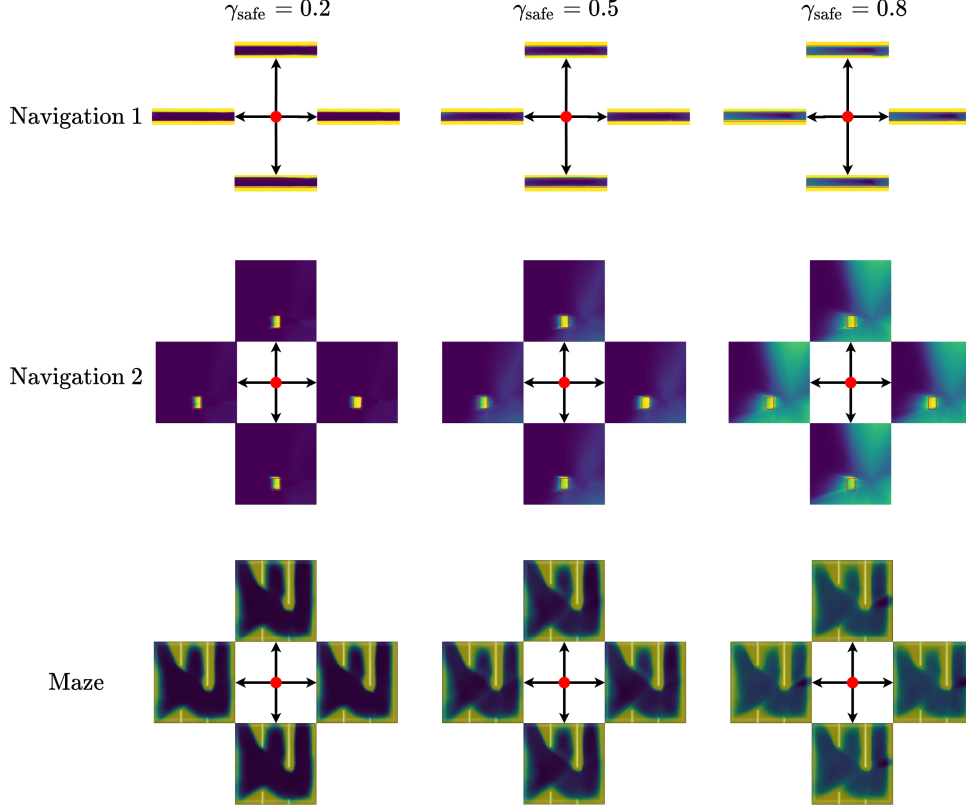 γsafe = 0.2 γsafe = 0.5 γsafe = 0.8
Navigation 1
Navigation 2
Maze